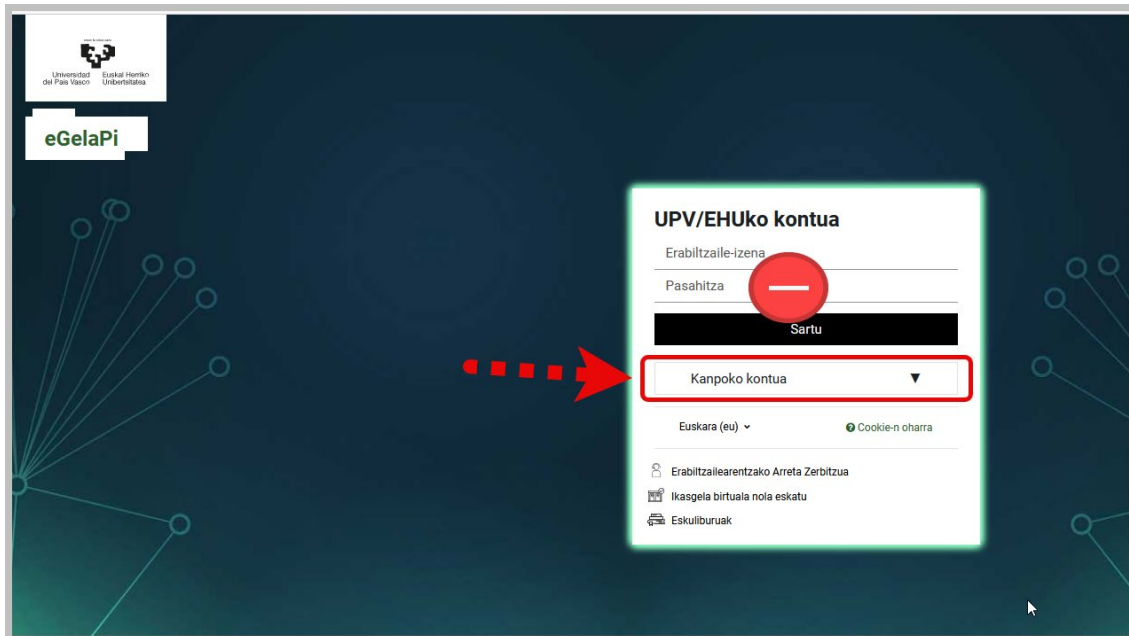 Universidad del País Vasco
Euskal Herriko Unibertsitatea
eGelaPi
UPV/EHUko kontua
Erabiltzaile-izena
Pasahitza
Sartu
Kanpoko kontua ▼
Euskara (eu)
Cookie-n oharra
Erabiltzailearentzako Arreta Zerbitzua
Ikasgela birtuala nola eskatu
Eskuliburuak